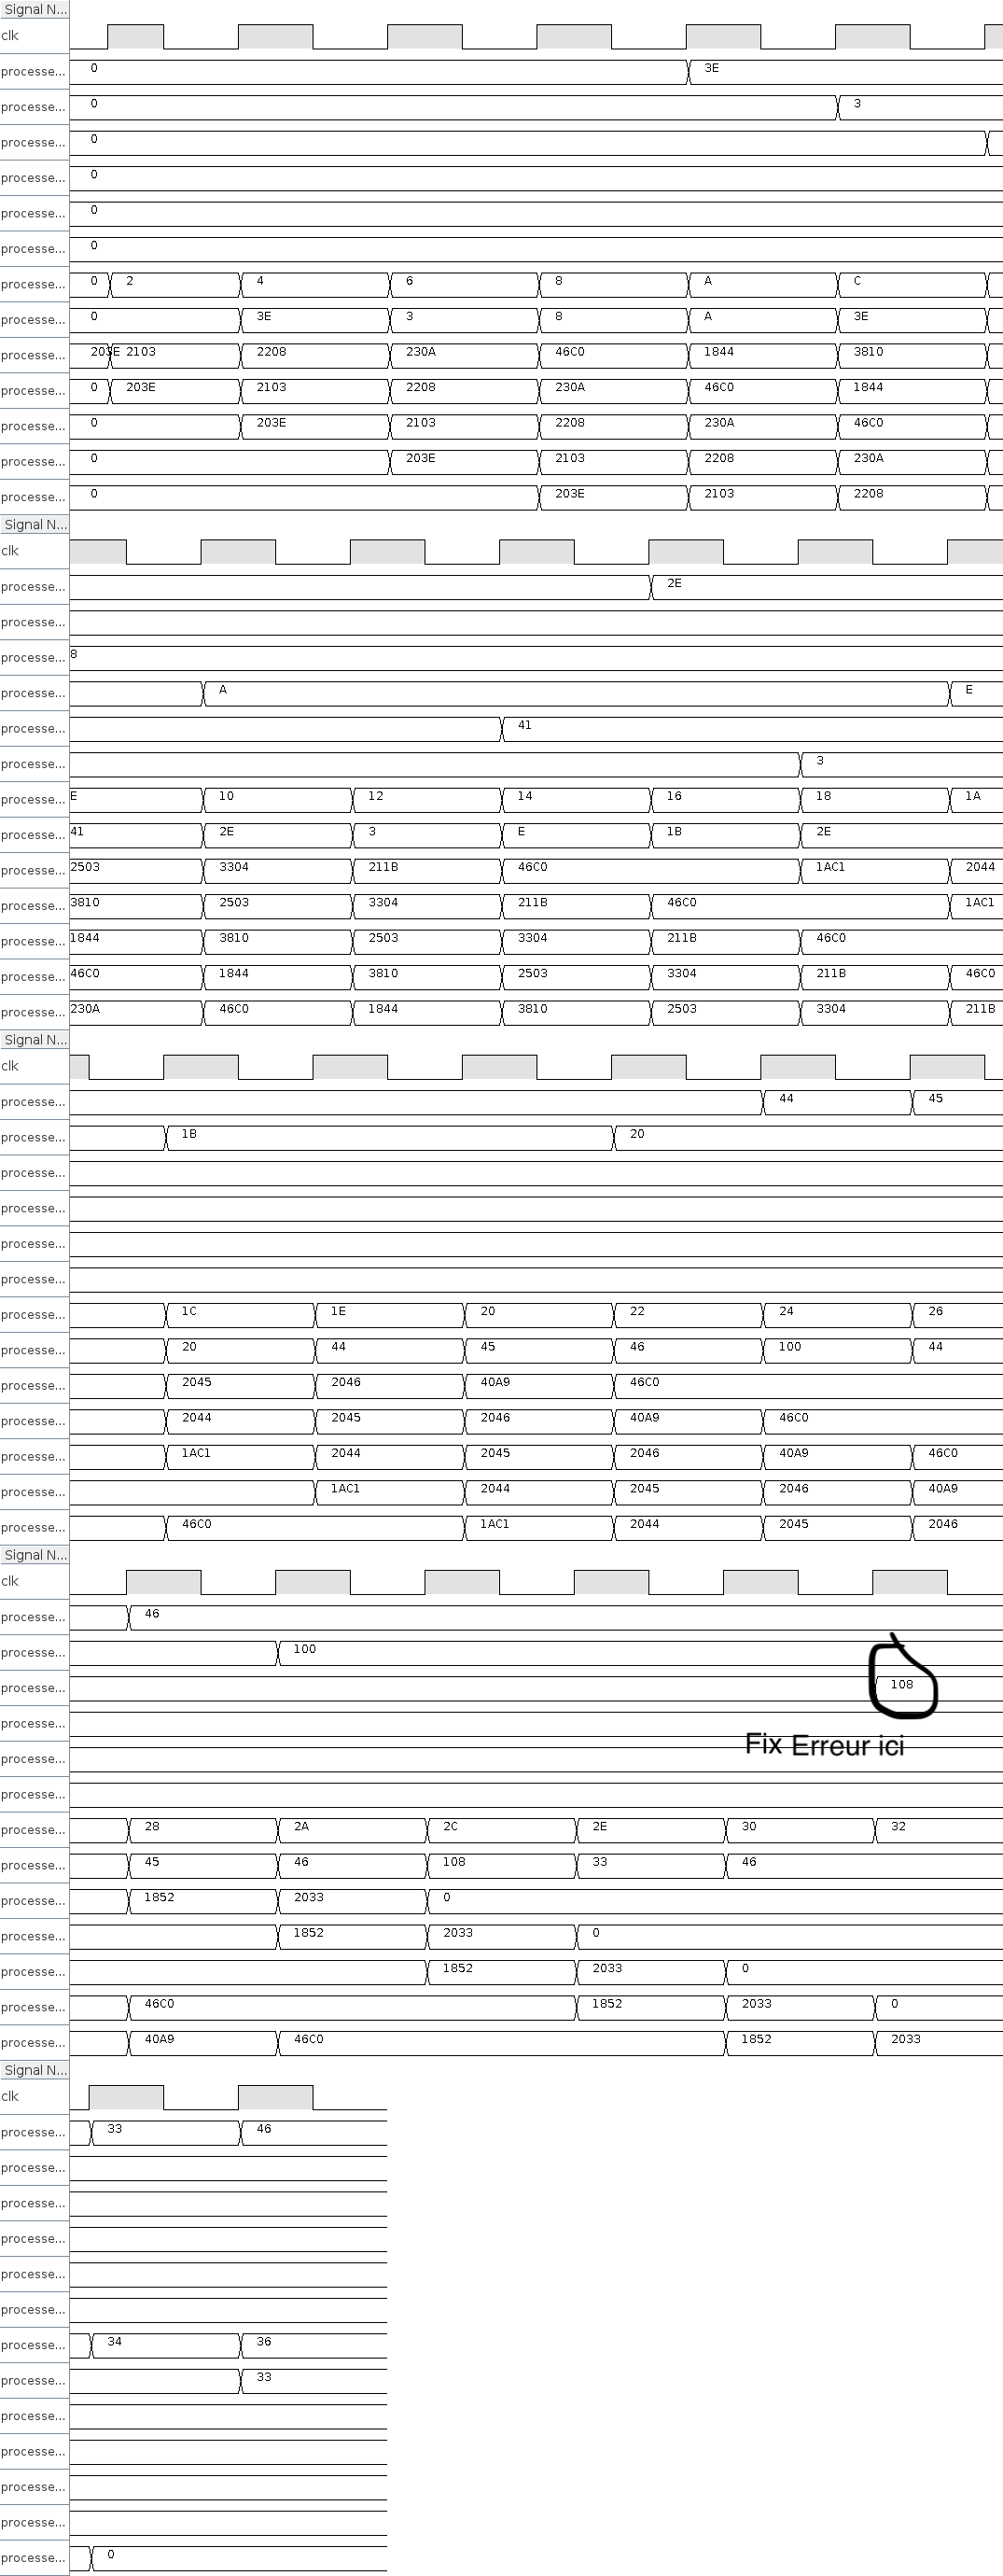 Signal N...
clk
processe... 0 3E
processe... 0 3
processe... 0
processe... 0
processe... 0
processe... 0
processe... 0 2 4 6 8 A C
processe... 0 3E 3 8 A 3E
processe... 203E 2103 2208 230A 46C0 1844 3810
processe... 0 203E 2103 2208 230A 46C0 1844
processe... 0 203E 2103 2208 230A 46C0
processe... 0 203E 2103 2208 230A
processe... 0 203E 2103 2208
Signal N...
clk
processe... 2E
processe...
processe... 8
processe... A E
processe... 41
processe... 3
processe... E 10 12 14 16 18 1A
processe... 41 2E 3 E 1B 2E
processe... 2503 3304 211B 46C0 1AC1 2044
processe... 3810 2503 3304 211B 46C0 1AC1
processe... 1844 3810 2503 3304 211B 46C0
processe... 46C0 1844 3810 2503 3304 211B 46C0
processe... 230A 46C0 1844 3810 2503 3304 211B
Signal N...
clk
processe... 44 45
processe... 1B 20
processe...
processe...
processe...
processe...
processe... 1C 1E 20 22 24 26
processe... 20 44 45 46 100 44
processe... 2045 2046 40A9 46C0
processe... 2044 2045 2046 40A9 46C0
processe... 1AC1 2044 2045 2046 40A9 46C0
processe... 1AC1 2044 2045 2046 40A9
processe... 46C0 1AC1 2044 2045 2046
Signal N...
clk
processe... 46
processe... 100
processe... 108
processe...
Fix Erreur ici
processe...
processe...
processe... 28 2A 2C 2E 30 32
processe... 45 46 108 33 46
processe... 1852 2033 0
processe... 1852 2033 0
processe... 1852 2033 0
processe... 46C0 1852 2033 0
processe... 40A9 46C0 1852 2033
Signal N...
clk
processe... 33 46
processe...
processe...
processe...
processe...
processe...
processe... 34 36
processe... 33
processe...
processe...
processe...
processe...
processe... 0